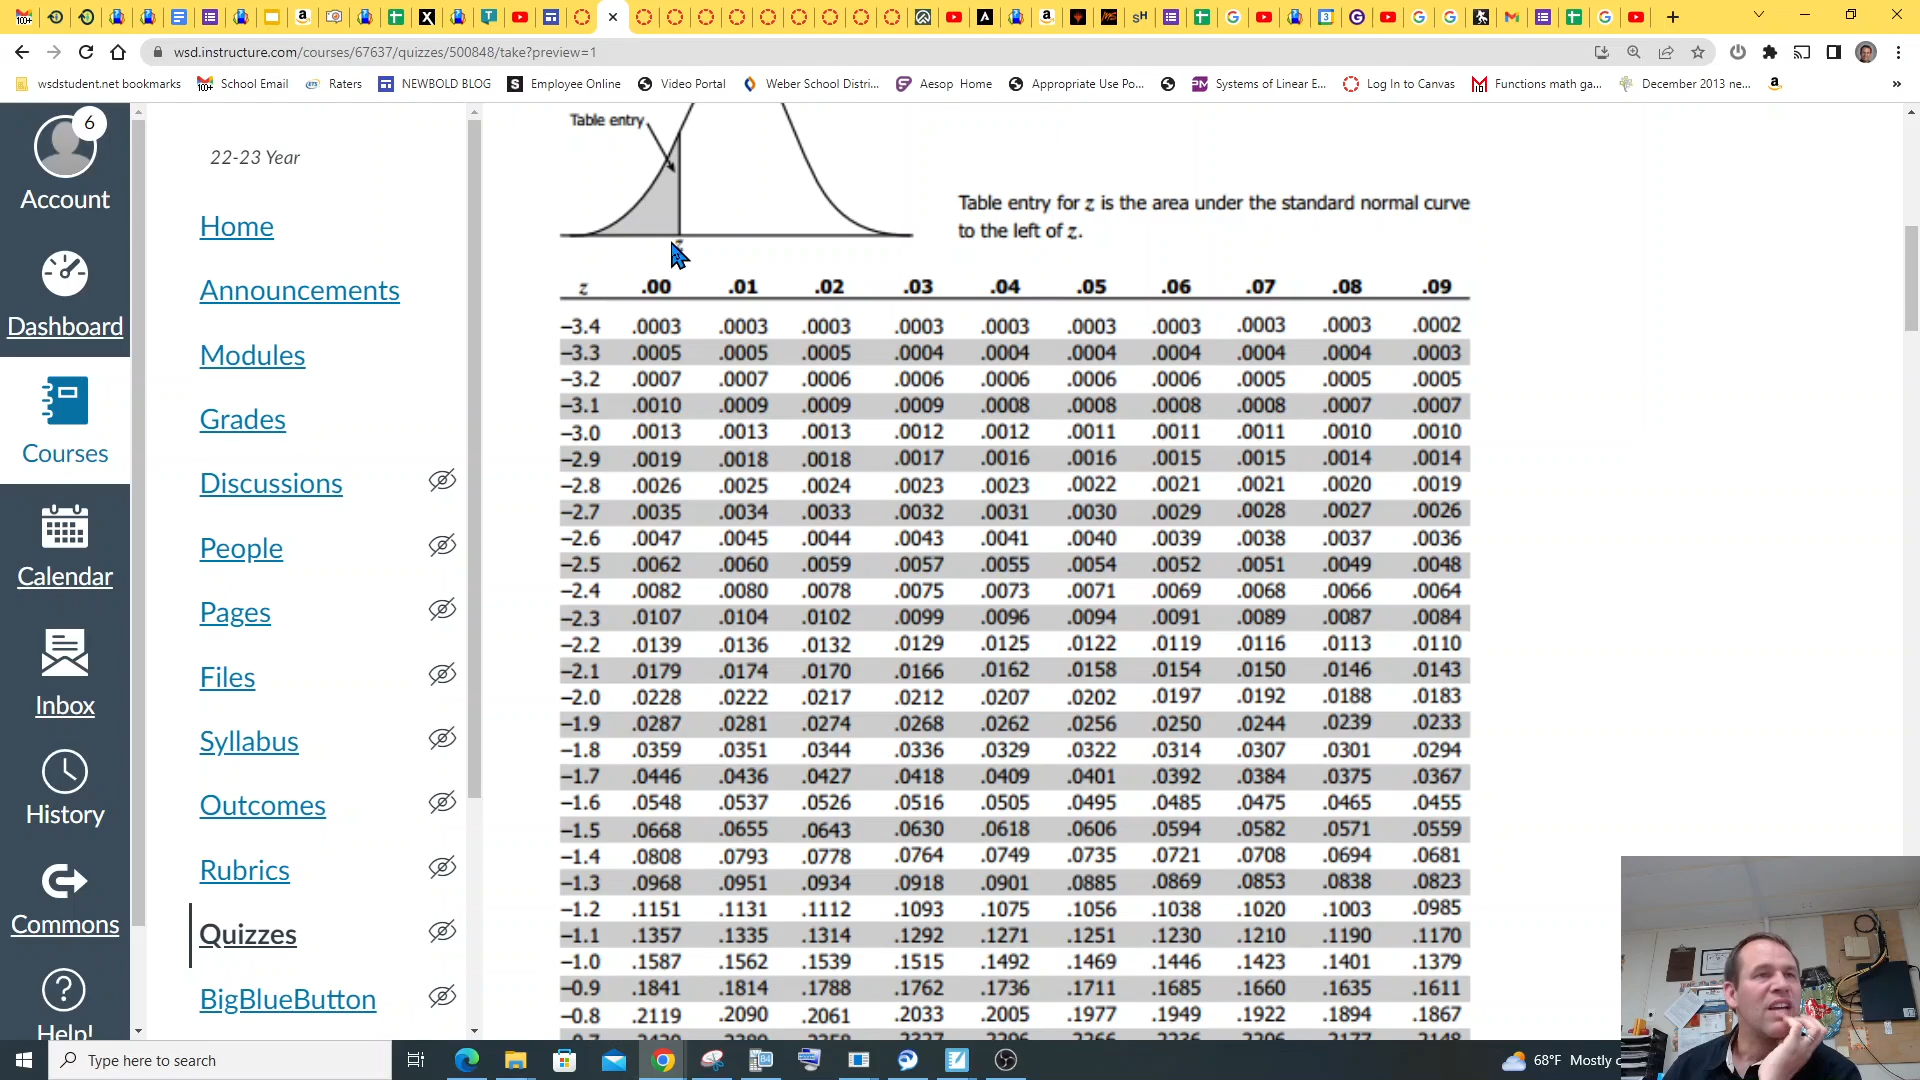 wsd.instructure.com/courses/67637/quizzes/500848/take?preview=1
wsdstudent.net bookmarks School Email Raters NEWBOLD BLOG Employee Online Video Portal Weber School Distri... Aesop Home Appropriate Use Po... Systems of Linear E... Log In to Canvas Functions math ga... December 2013 ne... »
6
Account
Dashboard
Courses
Calendar
Inbox
History
Commons
Help!
22-23 Year
Home
Announcements
Modules
Grades
Discussions
People
Pages
Files
Syllabus
Outcomes
Rubrics
Quizzes
BigBlueButton
Table entry
Table entry for z is the area under the standard normal curve
to the left of z.
z .00 .01 .02 .03 .04 .05 .06 .07 .08 .09
−3.4 .0003 .0003 .0003 .0003 .0003 .0003 .0003 .0003 .0003 .0002
−3.3 .0005 .0005 .0005 .0004 .0004 .0004 .0004 .0004 .0004 .0003
−3.2 .0007 .0007 .0006 .0006 .0006 .0006 .0006 .0005 .0005 .0005
−3.1 .0010 .0009 .0009 .0009 .0008 .0008 .0008 .0008 .0007 .0007
−3.0 .0013 .0013 .0013 .0012 .0012 .0011 .0011 .0011 .0010 .0010
−2.9 .0019 .0018 .0018 .0017 .0016 .0016 .0015 .0015 .0014 .0014
−2.8 .0026 .0025 .0024 .0023 .0023 .0022 .0021 .0021 .0020 .0019
−2.7 .0035 .0034 .0033 .0032 .0031 .0030 .0029 .0028 .0027 .0026
−2.6 .0047 .0045 .0044 .0043 .0041 .0040 .0039 .0038 .0037 .0036
−2.5 .0062 .0060 .0059 .0057 .0055 .0054 .0052 .0051 .0049 .0048
−2.4 .0082 .0080 .0078 .0075 .0073 .0071 .0069 .0068 .0066 .0064
−2.3 .0107 .0104 .0102 .0099 .0096 .0094 .0091 .0089 .0087 .0084
−2.2 .0139 .0136 .0132 .0129 .0125 .0122 .0119 .0116 .0113 .0110
−2.1 .0179 .0174 .0170 .0166 .0162 .0158 .0154 .0150 .0146 .0143
−2.0 .0228 .0222 .0217 .0212 .0207 .0202 .0197 .0192 .0188 .0183
−1.9 .0287 .0281 .0274 .0268 .0262 .0256 .0250 .0244 .0239 .0233
−1.8 .0359 .0351 .0344 .0336 .0329 .0322 .0314 .0307 .0301 .0294
−1.7 .0446 .0436 .0427 .0418 .0409 .0401 .0392 .0384 .0375 .0367
−1.6 .0548 .0537 .0526 .0516 .0505 .0495 .0485 .0475 .0465 .0455
−1.5 .0668 .0655 .0643 .0630 .0618 .0606 .0594 .0582 .0571 .0559
−1.4 .0808 .0793 .0778 .0764 .0749 .0735 .0721 .0708 .0694 .0681
−1.3 .0968 .0951 .0934 .0918 .0901 .0885 .0869 .0853 .0838 .0823
−1.2 .1151 .1131 .1112 .1093 .1075 .1056 .1038 .1020 .1003 .0985
−1.1 .1357 .1335 .1314 .1292 .1271 .1251 .1230 .1210 .1190 .1170
−1.0 .1587 .1562 .1539 .1515 .1492 .1469 .1446 .1423 .1401 .1379
−0.9 .1841 .1814 .1788 .1762 .1736 .1711 .1685 .1660 .1635 .1611
−0.8 .2119 .2090 .2061 .2033 .2005 .1977 .1949 .1922 .1894 .1867
Type here to search
68°F Mostly c